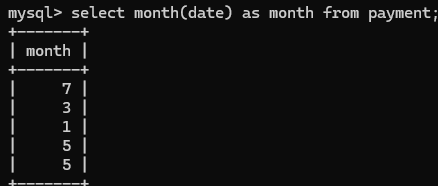 mysql> select month(date) as month from payment;
+-------+
| month |
+-------+
|     7 |
|     3 |
|     1 |
|     5 |
|     5 |
+-------+